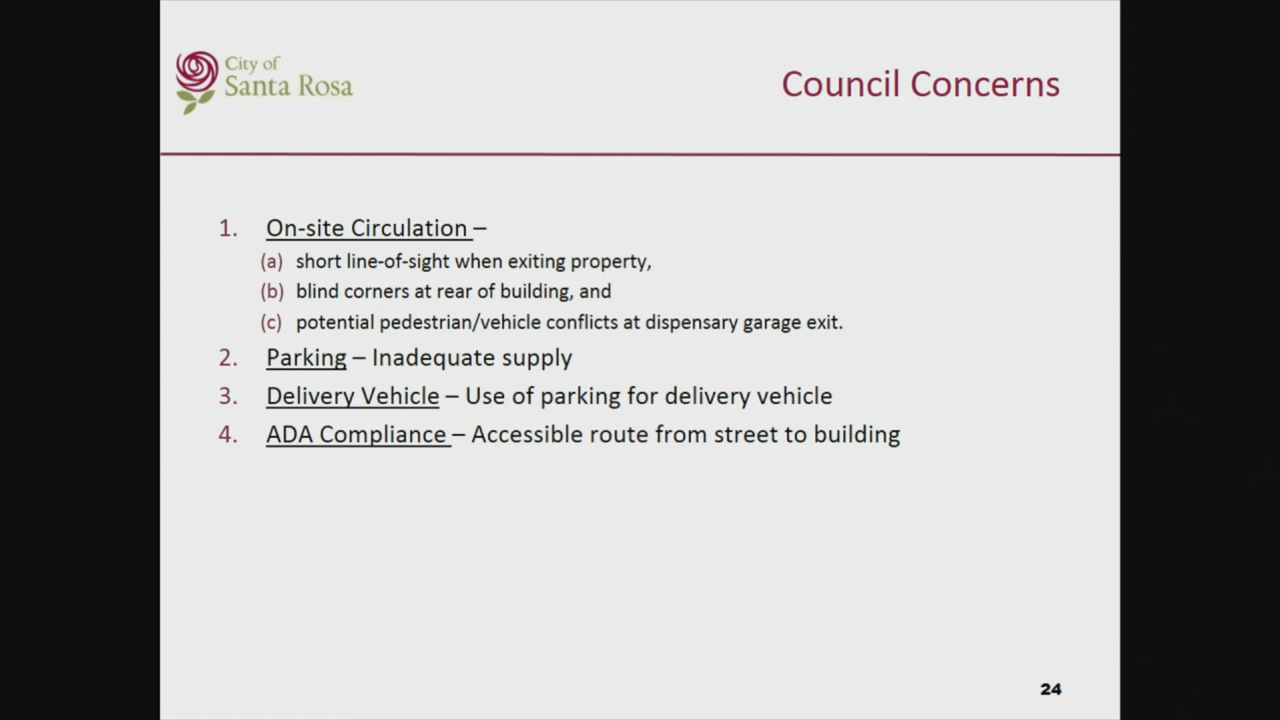 City of
Santa Rosa
Council Concerns
1. On-site Circulation –
(a) short line-of-sight when exiting property,
(b) blind corners at rear of building, and
(c) potential pedestrian/vehicle conflicts at dispensary garage exit.
2. Parking – Inadequate supply
3. Delivery Vehicle – Use of parking for delivery vehicle
4. ADA Compliance – Accessible route from street to building
24